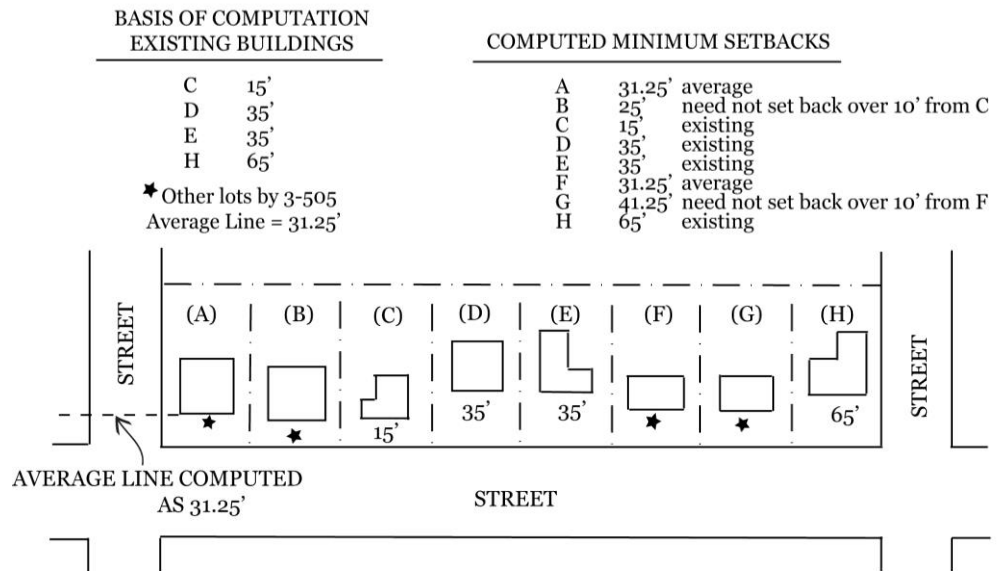 BASIS OF COMPUTATION
EXISTING BUILDINGS
C 15’
D 35’
E 35’
H 65’
★ Other lots by 3-505
Average Line = 31.25’
COMPUTED MINIMUM SETBACKS
A 31.25’ average
B 25’ need not set back over 10’ from C
C 15’ existing
D 35’ existing
E 35’ existing
F 31.25’ average
G 41.25’ need not set back over 10’ from F
H 65’ existing
STREET
(A) (B) (C) (D) (E) (F) (G) (H)
★ ★ 15’ 35’ 35’ ★ ★ 65’
STREET
AVERAGE LINE COMPUTED
AS 31.25’
STREET